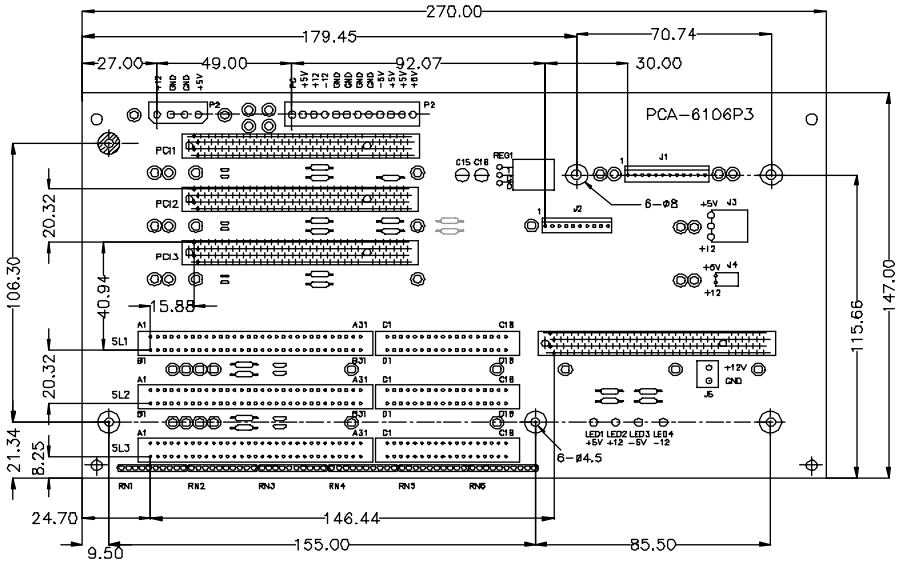 270.00
179.45
70.74
27.00
49.00
92.07
30.00
+12
GND
GND
+5V
P2
PG
+5V
+12
-12
GND
GND
GND
GND
-5V
+5V
+5V
+5V
P2
PCA-6106P3
PCI1
C15
C16
REG1
1
J1
PCI2
6-Ø8
1
J2
+5V
J3
+12
20.32
PCI3
+5V
J4
+12
106.30
40.94
15.88
147.00
115.66
A1
A31
C1
C18
SL1
B1
B31
D1
D18
+12V
GND
J5
20.32
A1
A31
C1
C18
SL2
B1
B31
D1
D18
LED1
LED2
LED3
LED4
+5V
+12
-5V
-12
A1
A31
C1
C18
SL3
6-Ø4.5
21.34
8.25
RN1
RN2
RN3
RN4
RN5
RN6
24.70
146.44
9.50
155.00
85.50